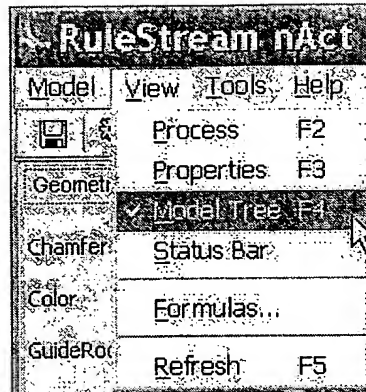 RuleStream nAct
Model View Tools Help
Process F2
Properties F3
Geometr
✓ Model Tree F4
Chamfer
Status Bar
Color
Formulas...
GuideRo
Refresh F5